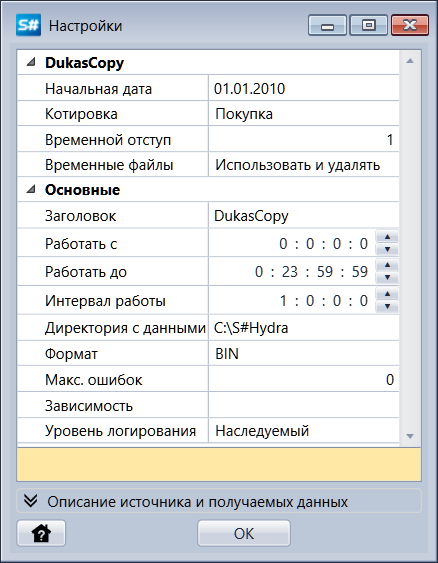 S# Настройки
DukasCopy
Начальная дата 01.01.2010
Котировка Покупка
Временной отступ 1
Временные файлы Использовать и удалять
Основные
Заголовок DukasCopy
Работать с 0 : 0 : 0 : 0
Работать до 0 : 23 : 59 : 59
Интервал работы 1 : 0 : 0 : 0
Директория с данными C:\S#Hydra
Формат BIN
Макс. ошибок 0
Зависимость
Уровень логирования Наследуемый
Описание источника и получаемых данных
? OK